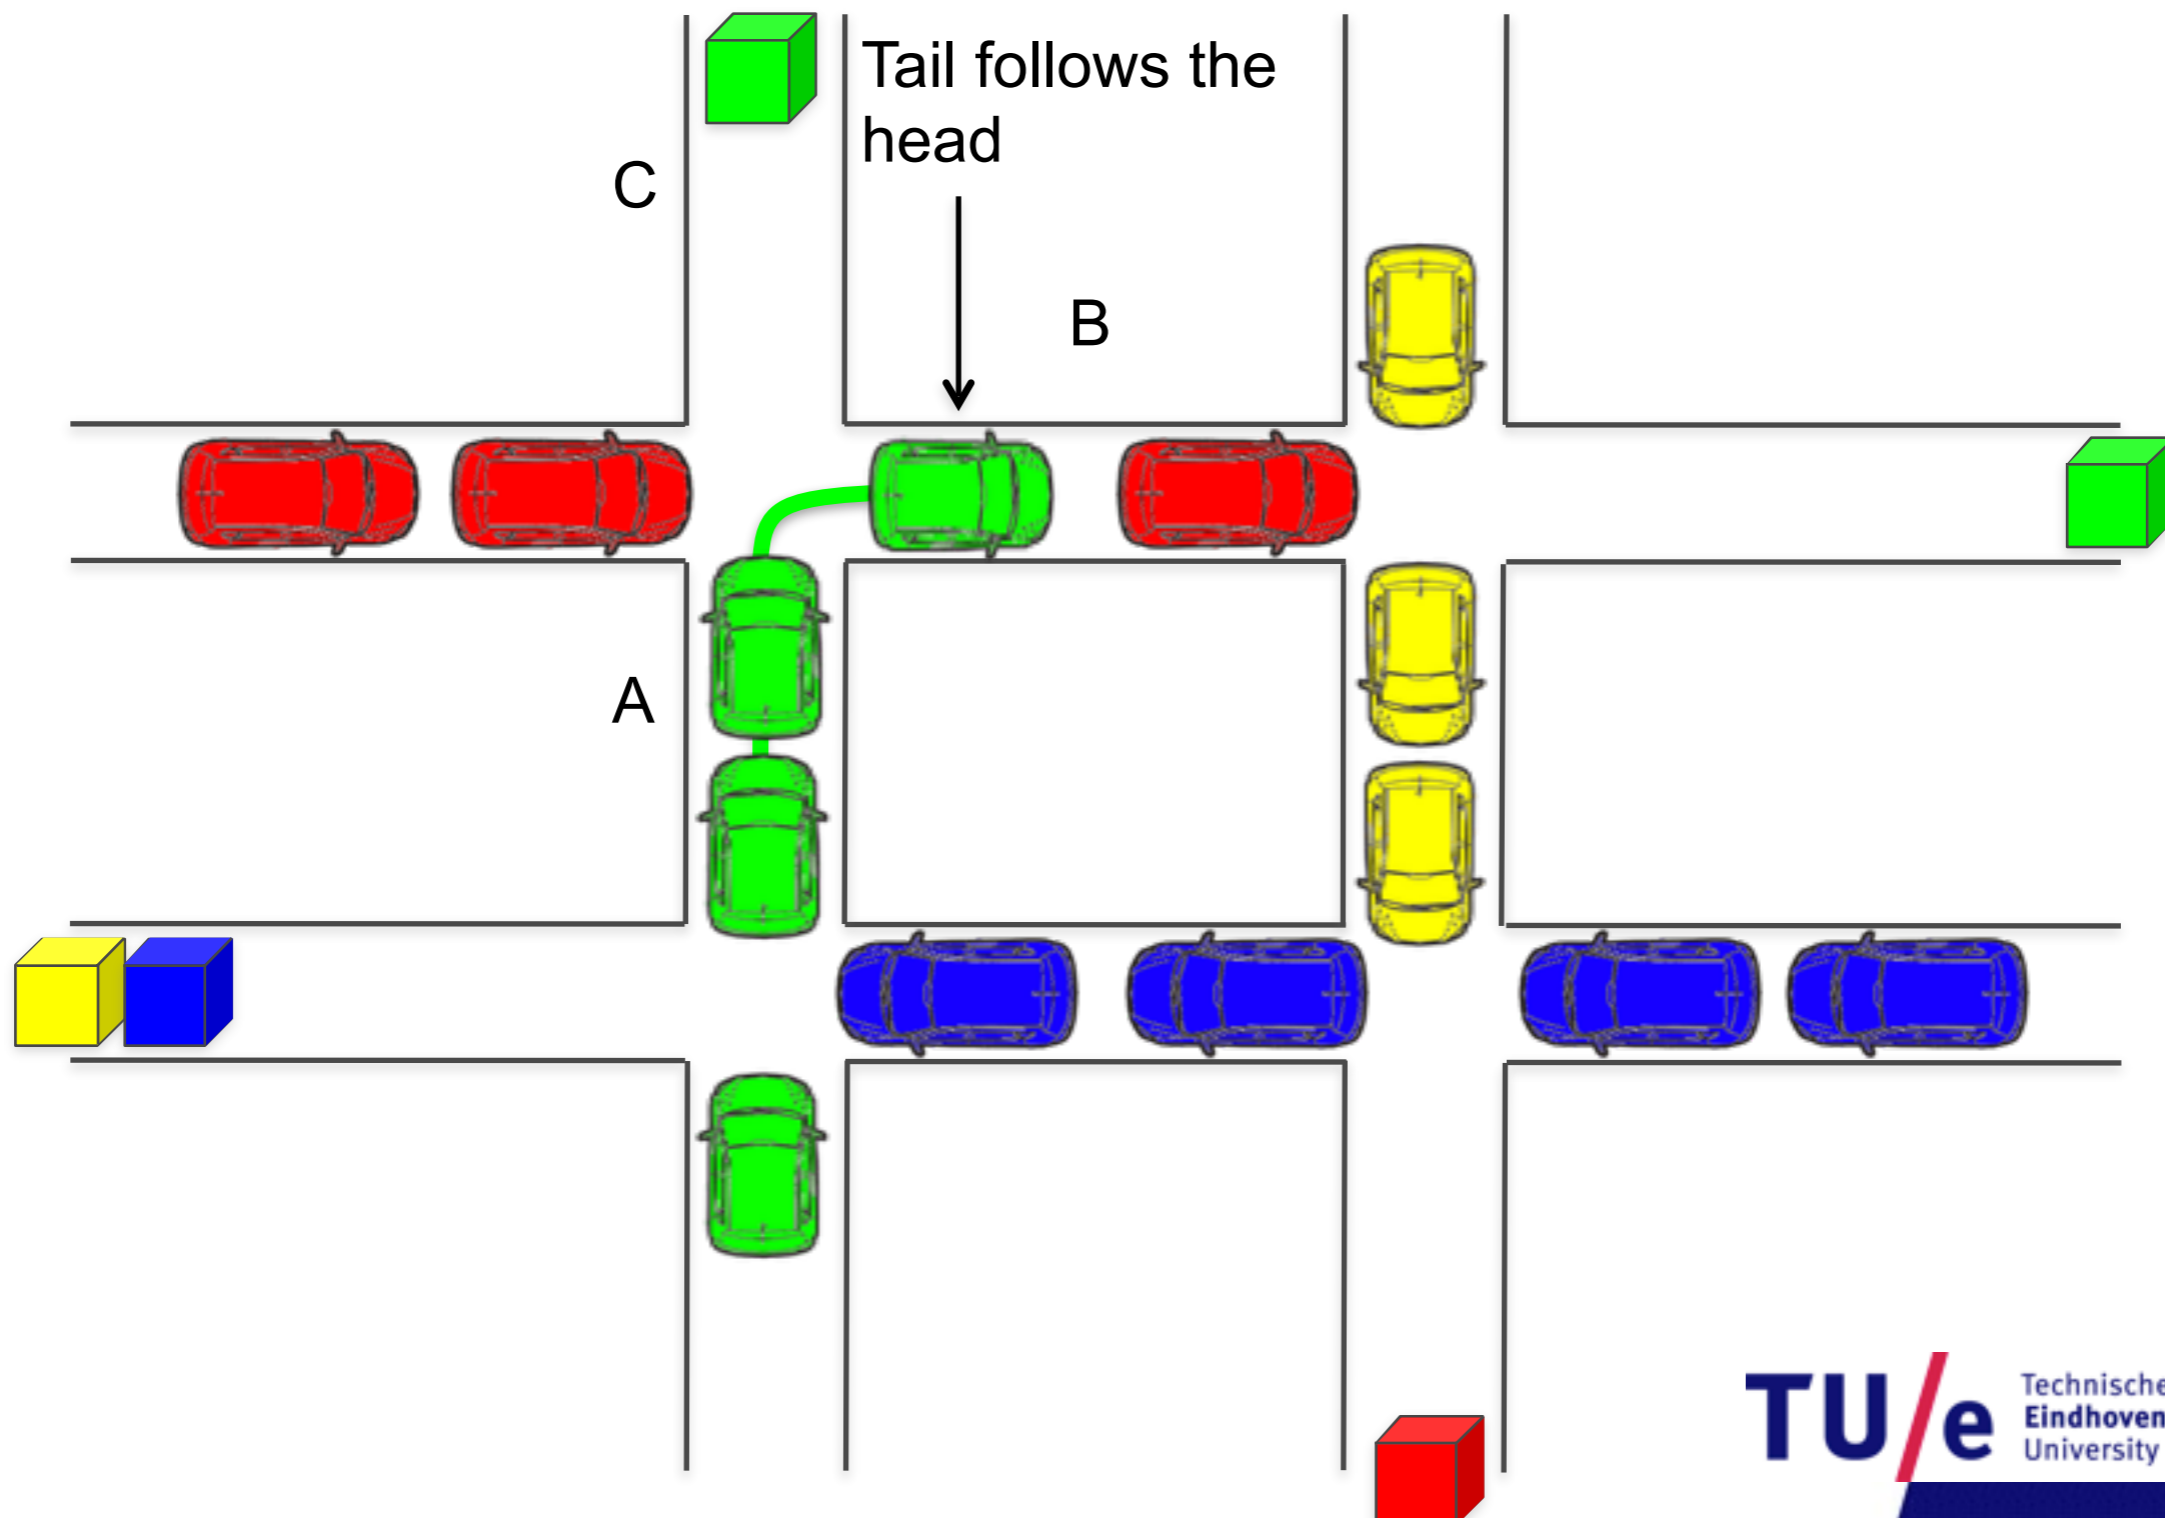 Tail follows the
head
C
B
A
TU/e
Technische
Eindhoven
University